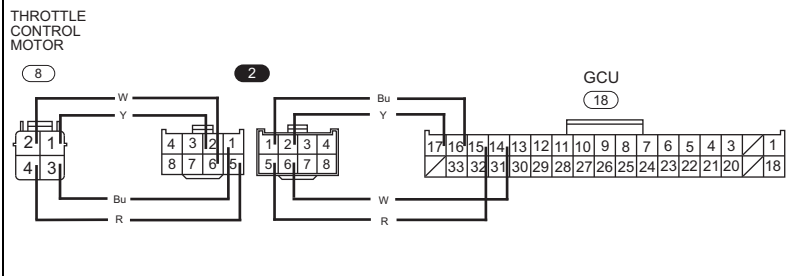 THROTTLE
CONTROL
MOTOR
8
2
GCU
18
W
Y
Bu
Y
2 1
4 3
4 3 2 1
8 7 6 5
1 2 3 4
5 6 7 8
17 16 15 14 13 12 11 10 9 8 7 6 5 4 3 1
33 32 31 30 29 28 27 26 25 24 23 22 21 20 18
Bu
R
W
R